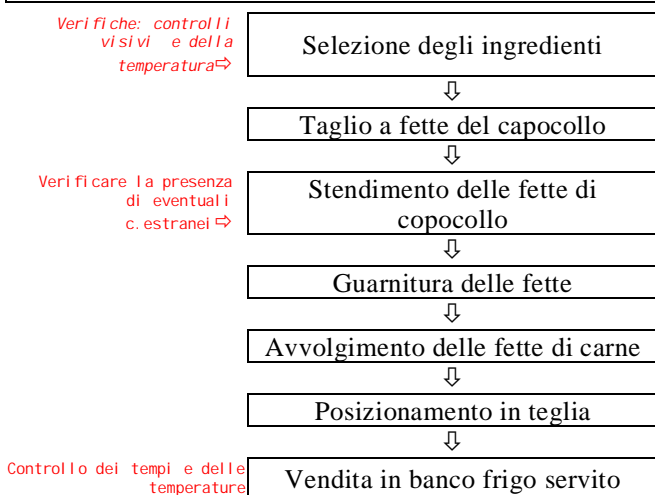 Verifiche: controlli
visivi e della
temperatura⇨
Selezione degli ingredienti
⇩
Taglio a fette del capocollo
⇩
Verificare la presenza
di eventuali
c.estranei⇨
Stendimento delle fette di
copocollo
⇩
Guarnitura delle fette
⇩
Avvolgimento delle fette di carne
⇩
Posizionamento in teglia
⇩
Controllo dei tempi e delle
temperature
Vendita in banco frigo servito